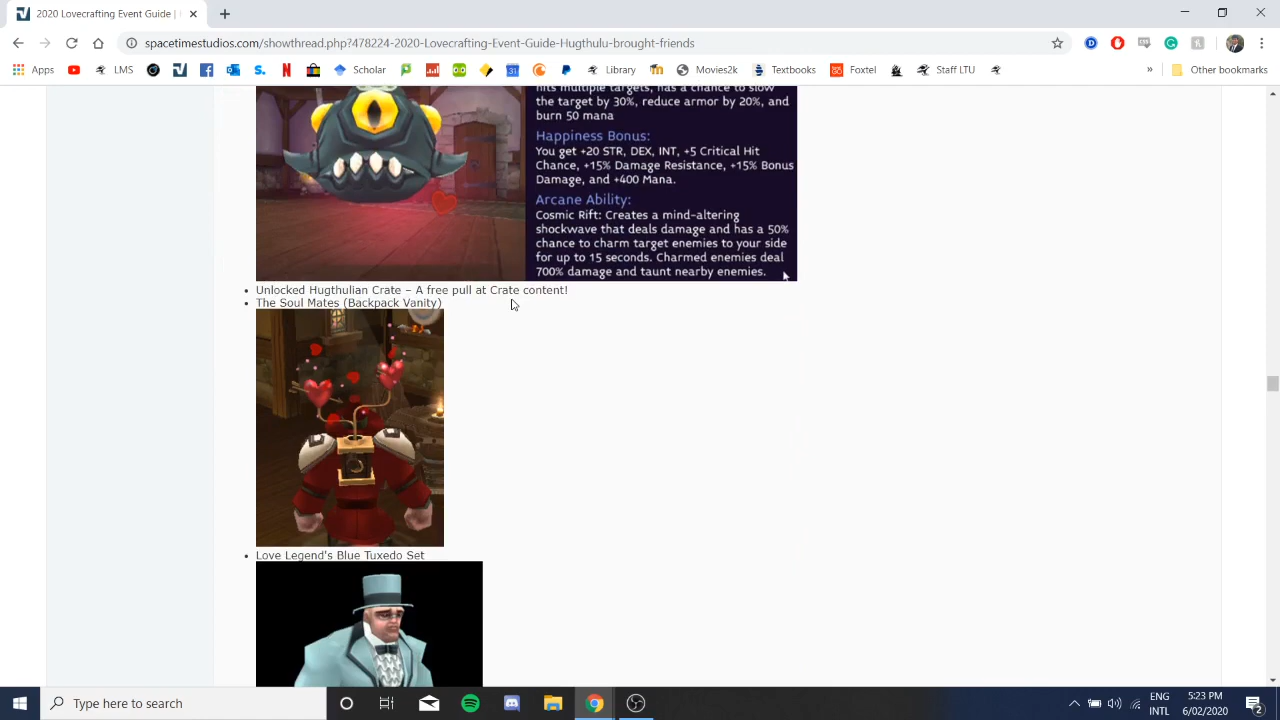 2020 Lovecrafting Event Guide - |
spacetimestudios.com/showthread.php?478224-2020-Lovecrafting-Event-Guide-Hugthulu-brought-friends
Apps LMS Scholar Library Movies2k Textbooks Foxtel Staff LTU » Other bookmarks
hits multiple targets, has a chance to slow
the target by 30%, reduce armor by 20%, and
burn 50 mana
Happiness Bonus:
You get +20 STR, DEX, INT, +5 Critical Hit
Chance, +15% Damage Resistance, +15% Bonus
Damage, and +400 Mana.
Arcane Ability:
Cosmic Rift: Creates a mind-altering
shockwave that deals damage and has a 50%
chance to charm target enemies to your side
for up to 15 seconds. Charmed enemies deal
700% damage and taunt nearby enemies.
• Unlocked Hugthulian Crate – A free pull at Crate content!
• The Soul Mates (Backpack Vanity)
• Love Legend's Blue Tuxedo Set
Type here to search
ENG
INTL
5:23 PM
6/02/2020
2